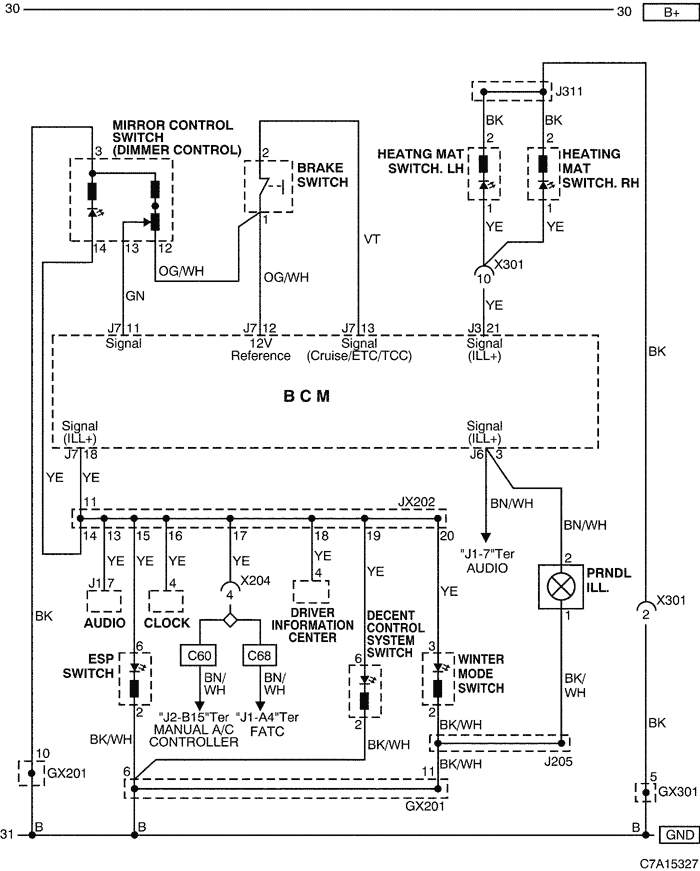 30
30 B+
J311
BK BK
MIRROR CONTROL
SWITCH
(DIMMER CONTROL)
3
2
2 2
HEATNG MAT
SWITCH. LH
HEATING
MAT
SWITCH. RH
BRAKE
SWITCH
1
1 1
YE YE
14 13 12
VT
OG/WH
OG/WH
X301
10
GN
YE
J7 11
Signal
J7 12
12V
Reference
J7 13
Signal
(Cruise/ETC/TCC)
J3 21
Signal
(ILL+)
BK
BCM
Signal
(ILL+)
J7 18
Signal
(ILL+)
J6 3
YE YE
BN/WH
BN/WH
11
JX202
14 13 15 16 17 18 19 20
YE YE YE YE YE YE YE
"J1-7"Ter
AUDIO
2
PRNDL
ILL.
1
J1 7
4
X204
4
4
AUDIO
CLOCK
DRIVER
INFORMATION
CENTER
DECENT
CONTROL
SYSTEM
SWITCH
X301
2
BK
ESP
SWITCH
6
2
C60
C68
BN/
WH
BN/
WH
6
2
3
WINTER
MODE
SWITCH
2
BK/
WH
"J2-B15"Ter
MANUAL A/C
CONTROLLER
"J1-A4"Ter
FATC
BK/WH
BK/WH
BK/WH
BK
J205
BK/WH
10
GX201
6
11
GX201
5
GX301
31 B B B GND
C7A15327